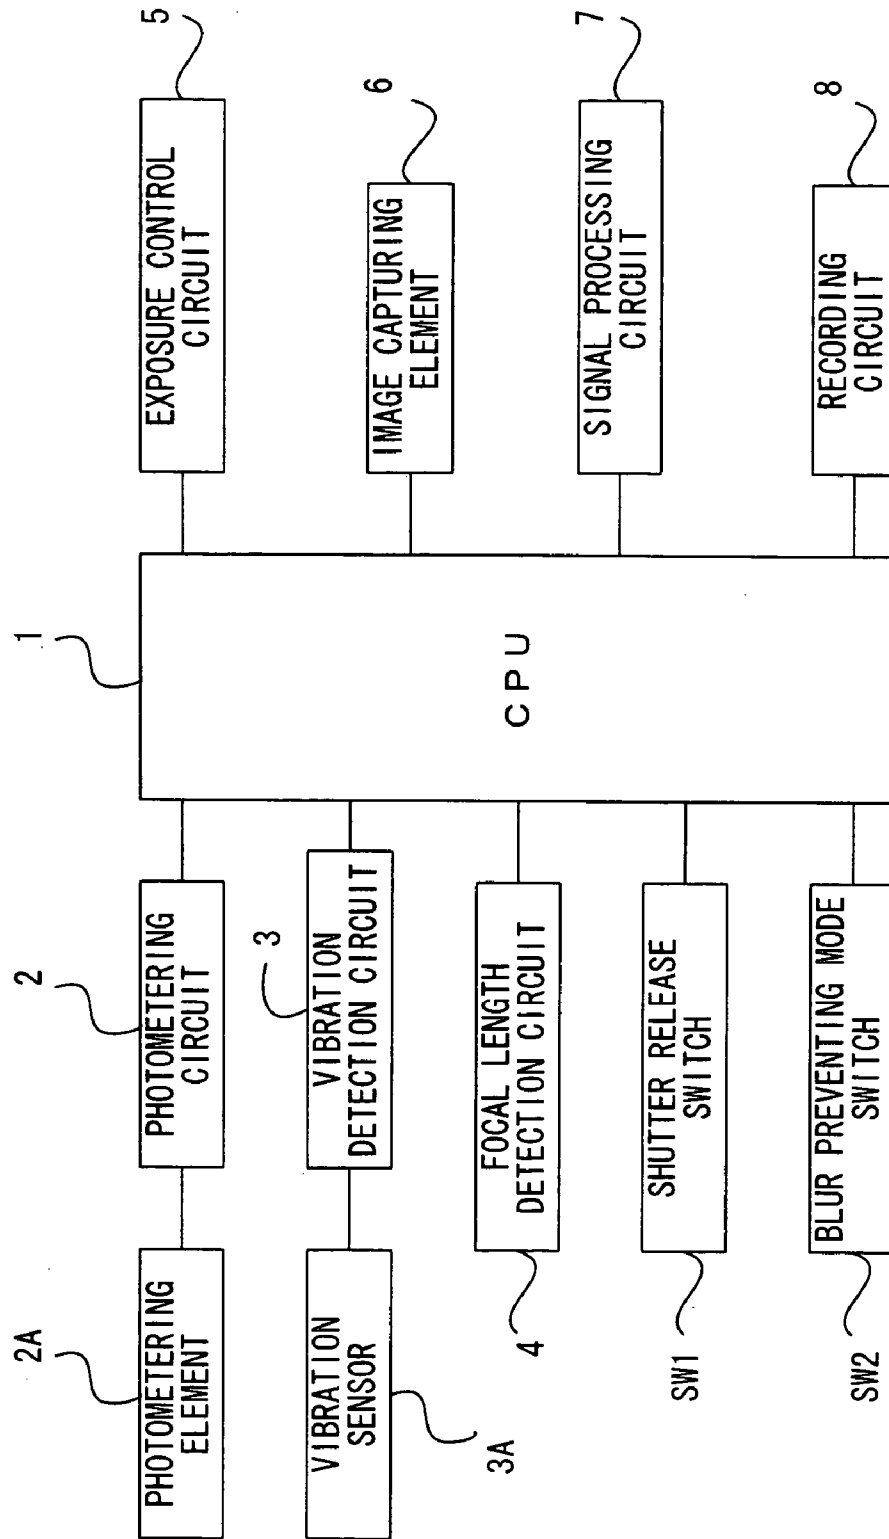 2A
PHOTOMETERING
ELEMENT
2
PHOTOMETERING
CIRCUIT
1
CPU
5
EXPOSURE CONTROL
CIRCUIT
VIBRATION
SENSOR
3A
3
VIBRATION
DETECTION CIRCUIT
6
IMAGE CAPTURING
ELEMENT
4
FOCAL LENGTH
DETECTION CIRCUIT
7
SIGNAL PROCESSING
CIRCUIT
SW1
SHUTTER RELEASE
SWITCH
8
RECORDING
CIRCUIT
SW2
BLUR PREVENTING MODE
SWITCH